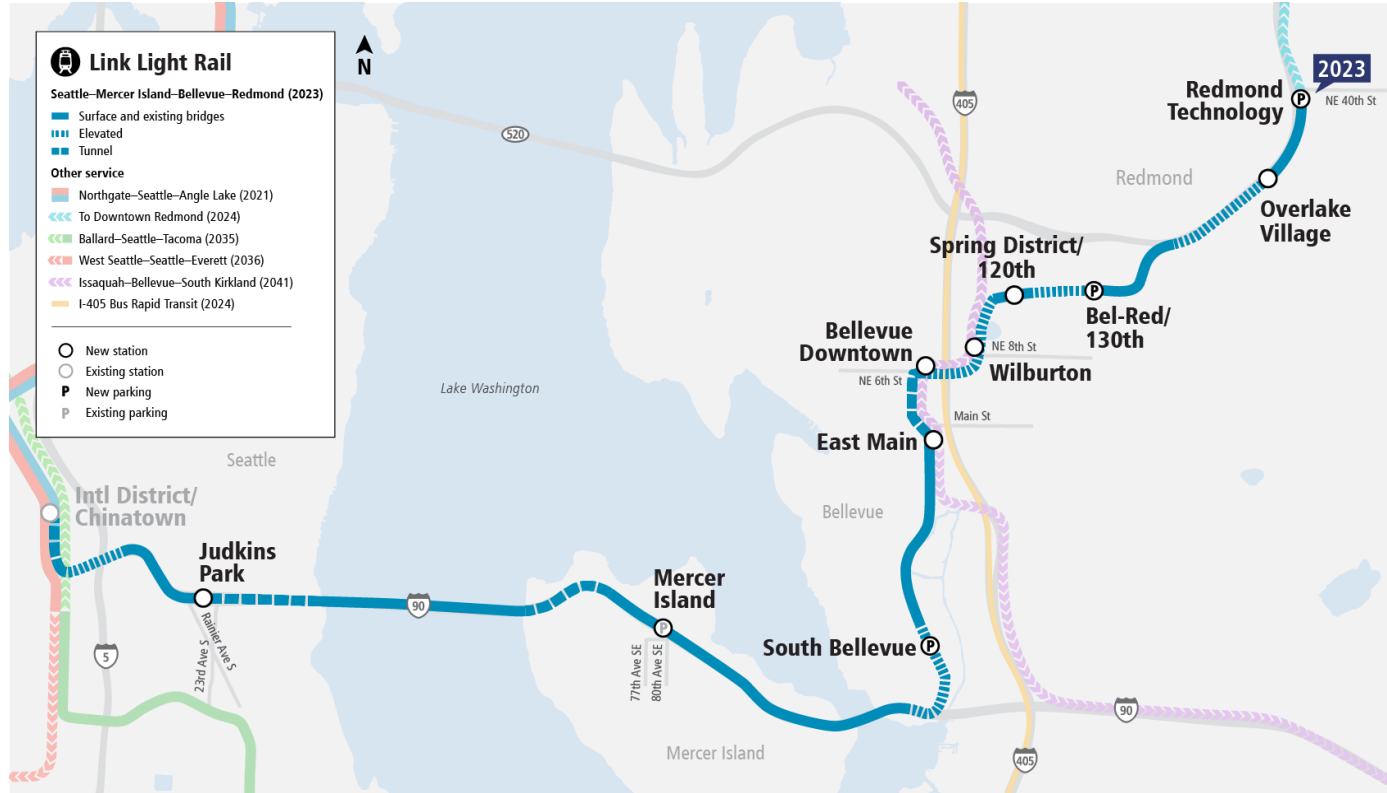 Link Light Rail
Seattle–Mercer Island–Bellevue–Redmond (2023)
Surface and existing bridges
Elevated
Tunnel
Other service
Northgate–Seattle–Angle Lake (2021)
To Downtown Redmond (2024)
Ballard–Seattle–Tacoma (2035)
West Seattle–Seattle–Everett (2036)
Issaquah–Bellevue–South Kirkland (2041)
I-405 Bus Rapid Transit (2024)
New station
Existing station
P New parking
P Existing parking
N
520
405
2023
Redmond
Technology
P
NE 40th St
Redmond
Overlake
Village
Spring District/
120th
P
Bel-Red/
130th
Bellevue
Downtown
NE 8th St
Wilburton
NE 6th St
Main St
East Main
Lake Washington
Seattle
Bellevue
Intl District/
Chinatown
Judkins
Park
Mercer
Island
P
90
Rainier Ave S
23rd Ave S
5
77th Ave SE
80th Ave SE
South Bellevue
P
90
Mercer Island
405